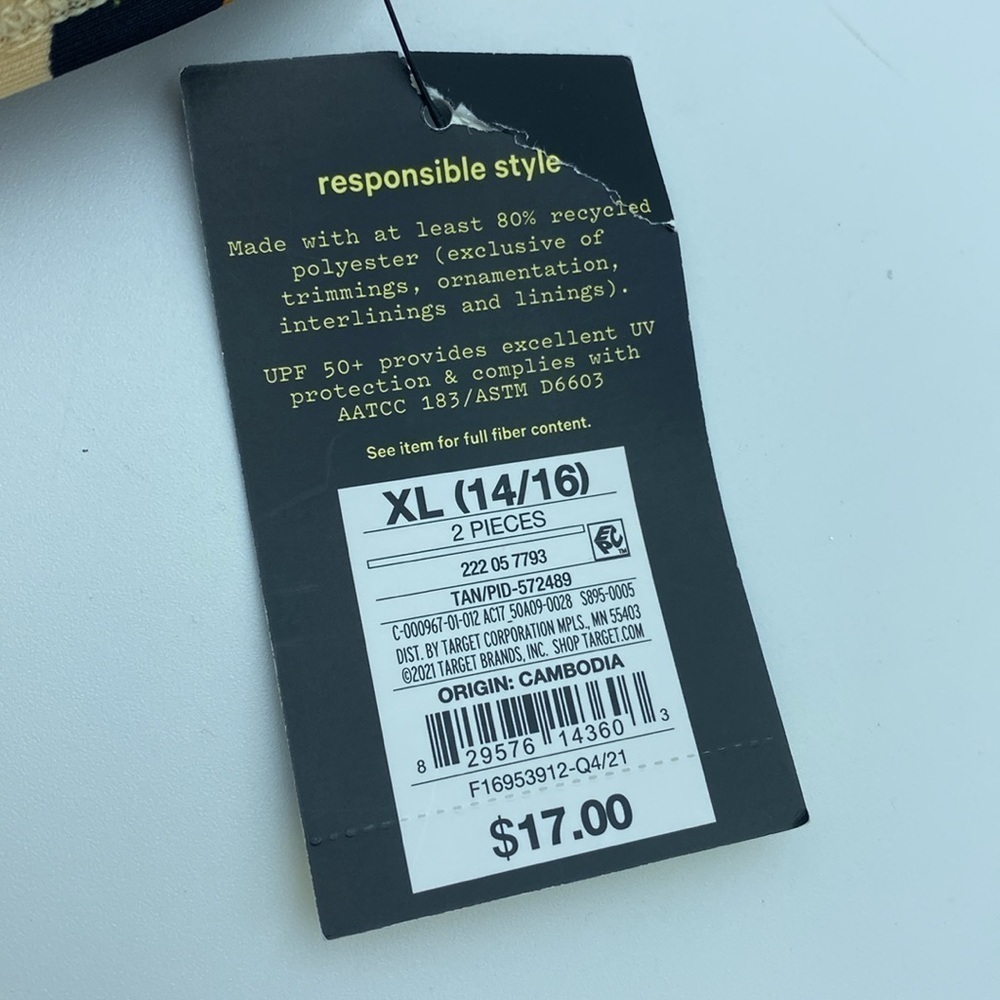 responsible style
Made with at least 80% recycled
polyester (exclusive of
trimmings, ornamentation,
interlinings and linings).
UPF 50+ provides excellent UV
protection & complies with
AATCC 183/ASTM D6603
See item for full fiber content.
XL (14/16)
2 PIECES
EPC TM
222 05 7793
TAN/PID-572489
C-000967-01-012 AC17_50A09-0028 S895-0005
DIST. BY TARGET CORPORATION MPLS., MN 55403
©2021 TARGET BRANDS, INC. SHOP TARGET.COM
ORIGIN: CAMBODIA
8 29576 14360 3
F16953912-Q4/21
$17.00